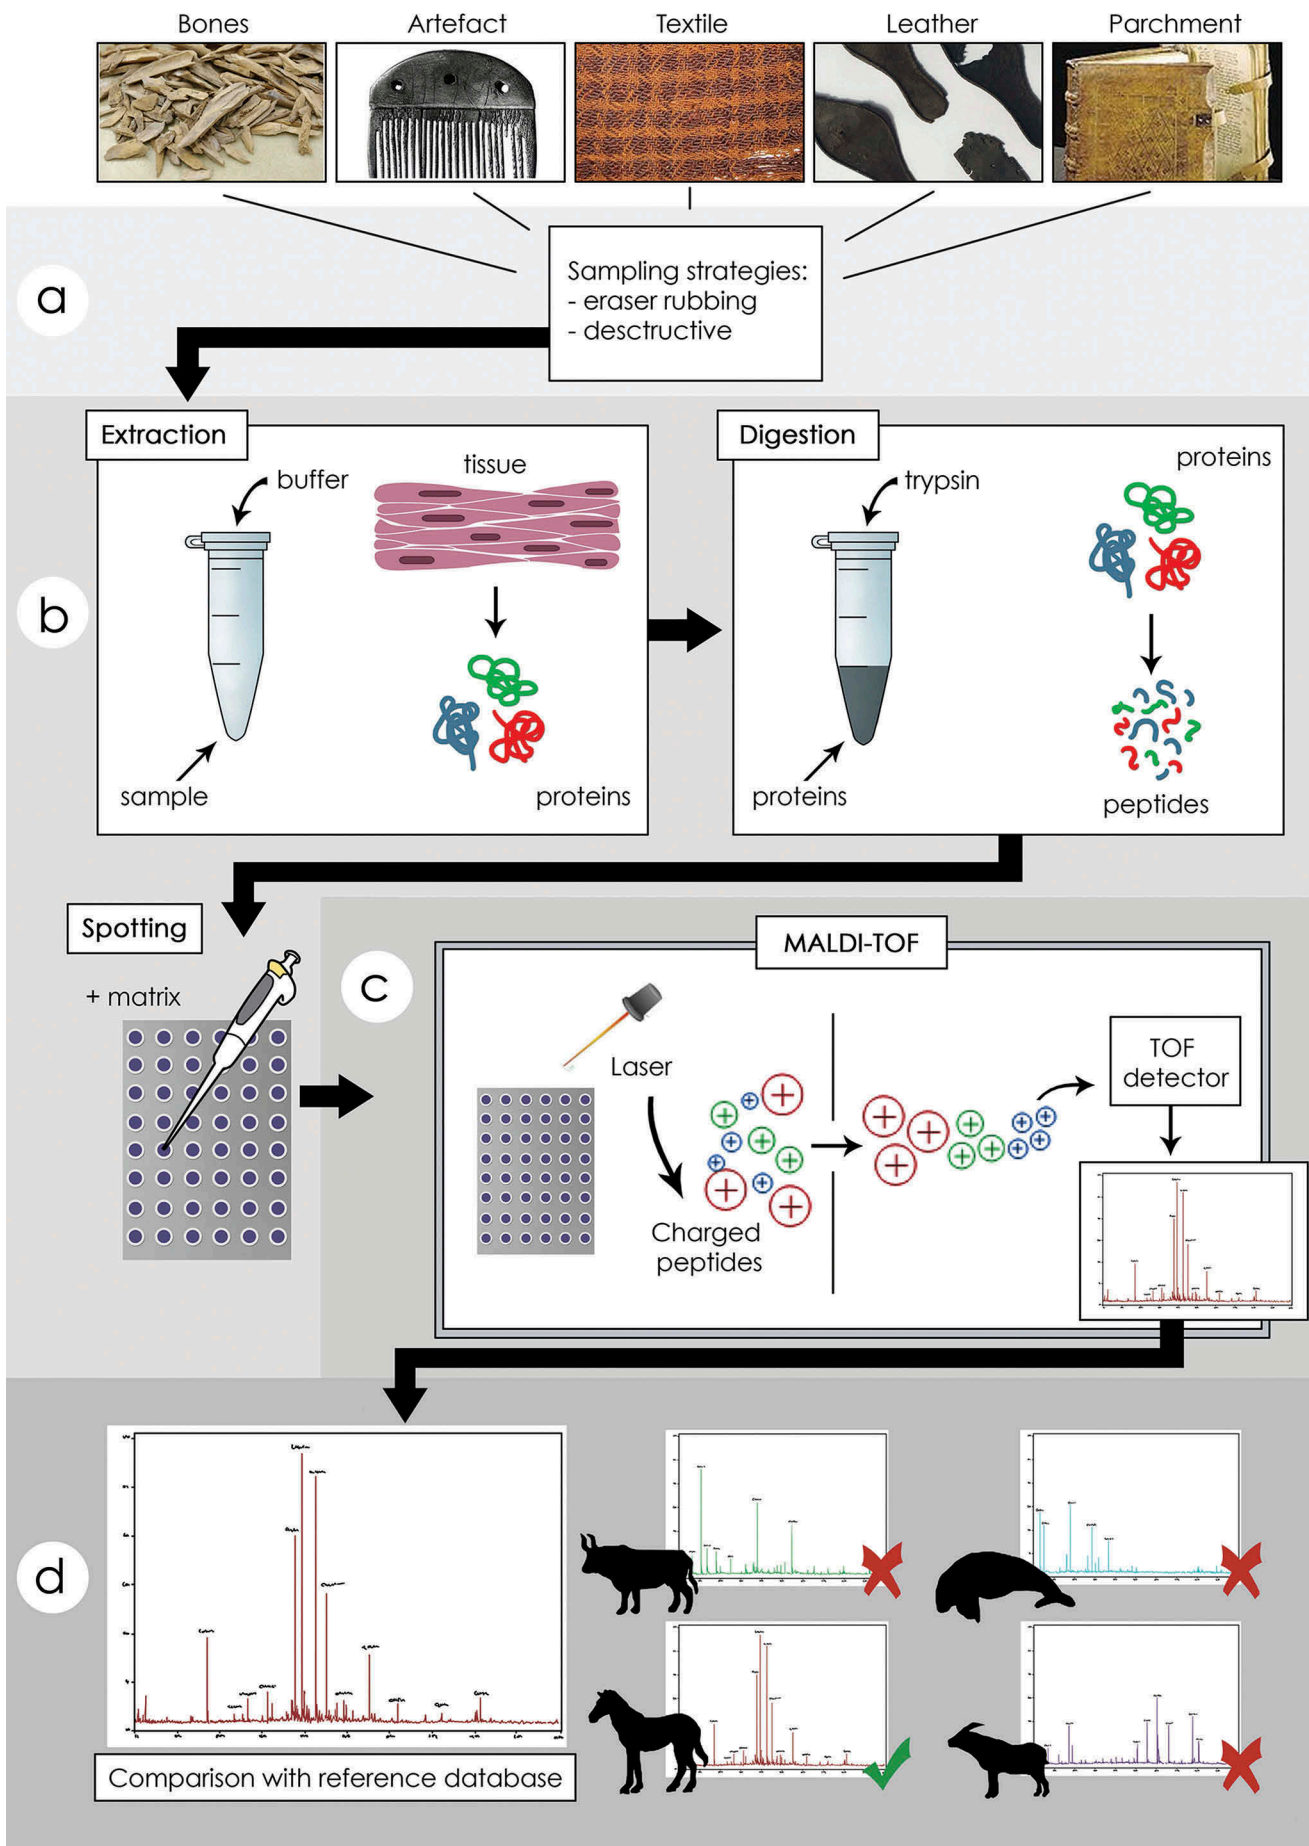 Bones
Artefact
Textile
Leather
Parchment
a
Sampling strategies:
- eraser rubbing
- desctructive
b
Extraction
buffer
tissue
sample
proteins
Digestion
trypsin
proteins
proteins
peptides
Spotting
+ matrix
c
MALDI-TOF
Laser
Charged
peptides
TOF
detector
d
Comparison with reference database